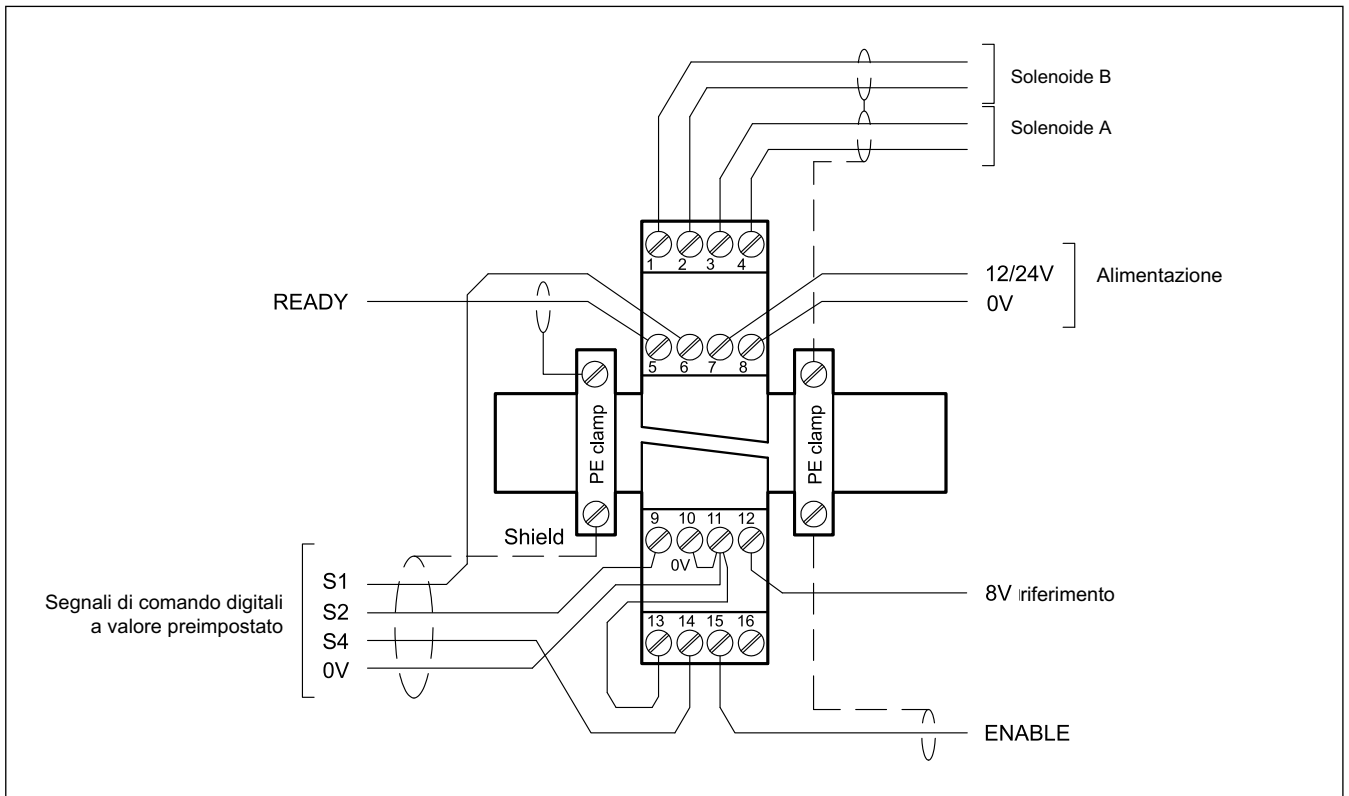 Solenoide B
Solenoide A
1 2 3 4
12/24V
Alimentazione
0V
READY
5 6 7 8
PE clamp
PE clamp
9 10 11 12
Shield
0V
S1
S2
S4
0V
Segnali di comando digitali
a valore preimpostato
8V riferimento
13 14 15 16
ENABLE